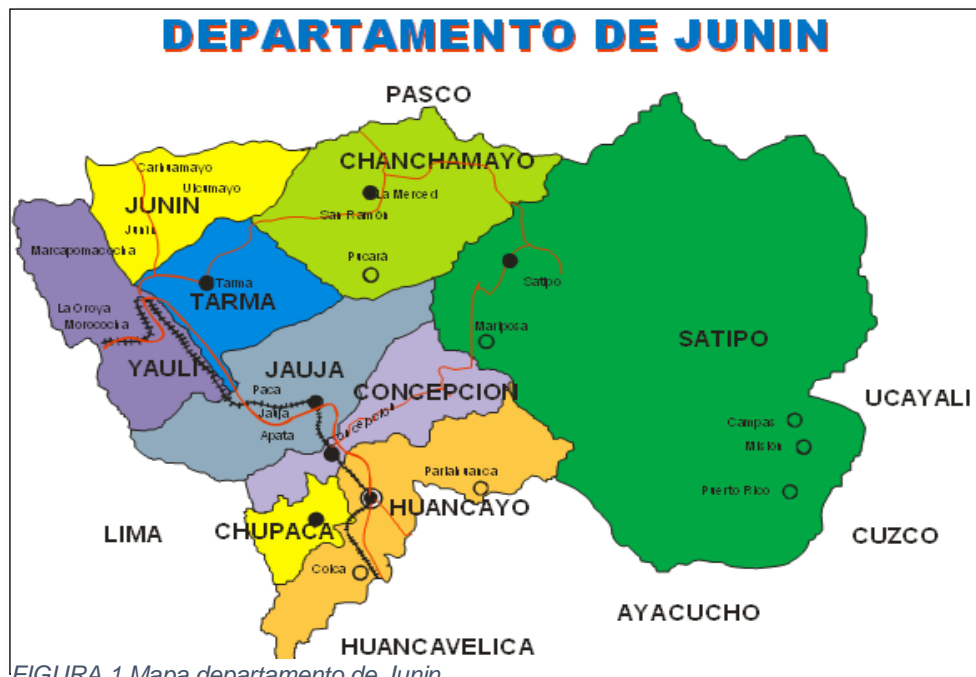 DEPARTAMENTO DE JUNIN
PASCO
CHANCHAMAYO
Carhuamayo
Ulcumayo
La Merced
JUNIN
San Ramón
Junín
Marcapomacocha
Pucará
Tarma
Satipo
TARMA
La Oroya
Morococha
Mariposa
SATIPO
YAULI
JAUJA
Paca
CONCEPCION
UCAYALI
Jauja
Concepción
Campas
Apata
Misión
Pariahuanca
Puerto Rico
HUANCAYO
LIMA
CHUPACA
CUZCO
Colca
AYACUCHO
HUANCAVELICA
FIGURA 1 Mapa departamento de Junin